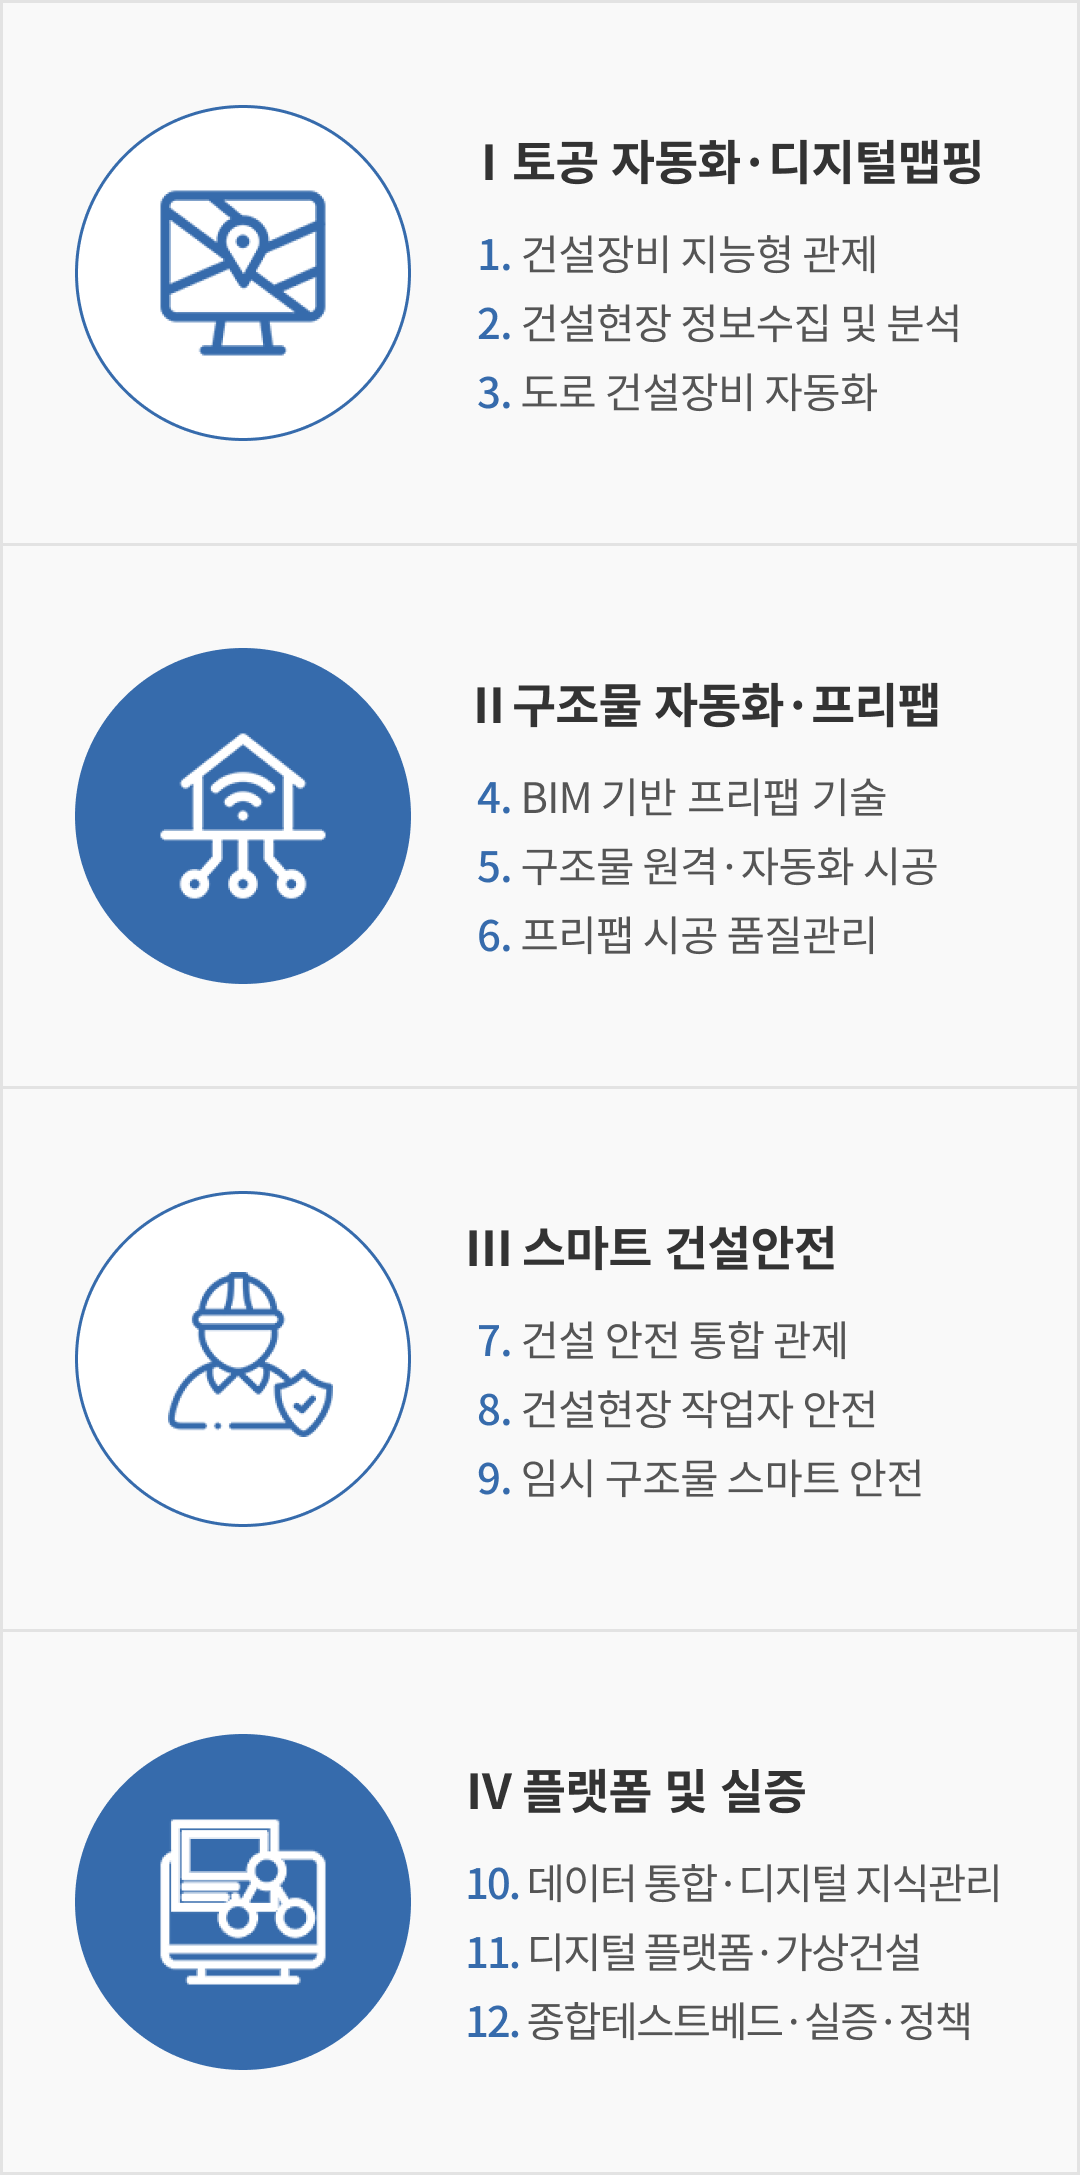 I 토공 자동화·디지털맵핑
1. 건설장비 지능형 관제
2. 건설현장 정보수집 및 분석
3. 도로 건설장비 자동화
II 구조물 자동화·프리팹
4. BIM 기반 프리팹 기술
5. 구조물 원격·자동화 시공
6. 프리팹 시공 품질관리
III 스마트 건설안전
7. 건설 안전 통합 관제
8. 건설현장 작업자 안전
9. 임시 구조물 스마트 안전
IV 플랫폼 및 실증
10. 데이터 통합·디지털 지식관리
11. 디지털 플랫폼·가상건설
12. 종합테스트베드·실증·정책